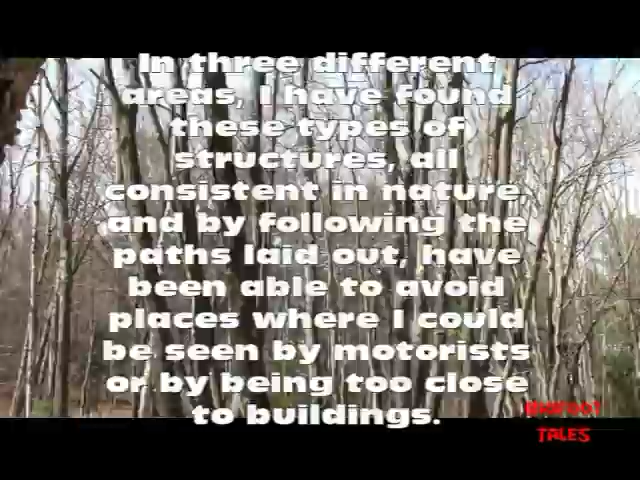 In three different
areas, I have found
these types of
structures, all
consistent in nature,
and by following the
paths laid out, have
been able to avoid
places where I could
be seen by motorists
or by being too close
to buildings.
BIGFOOT
TALES